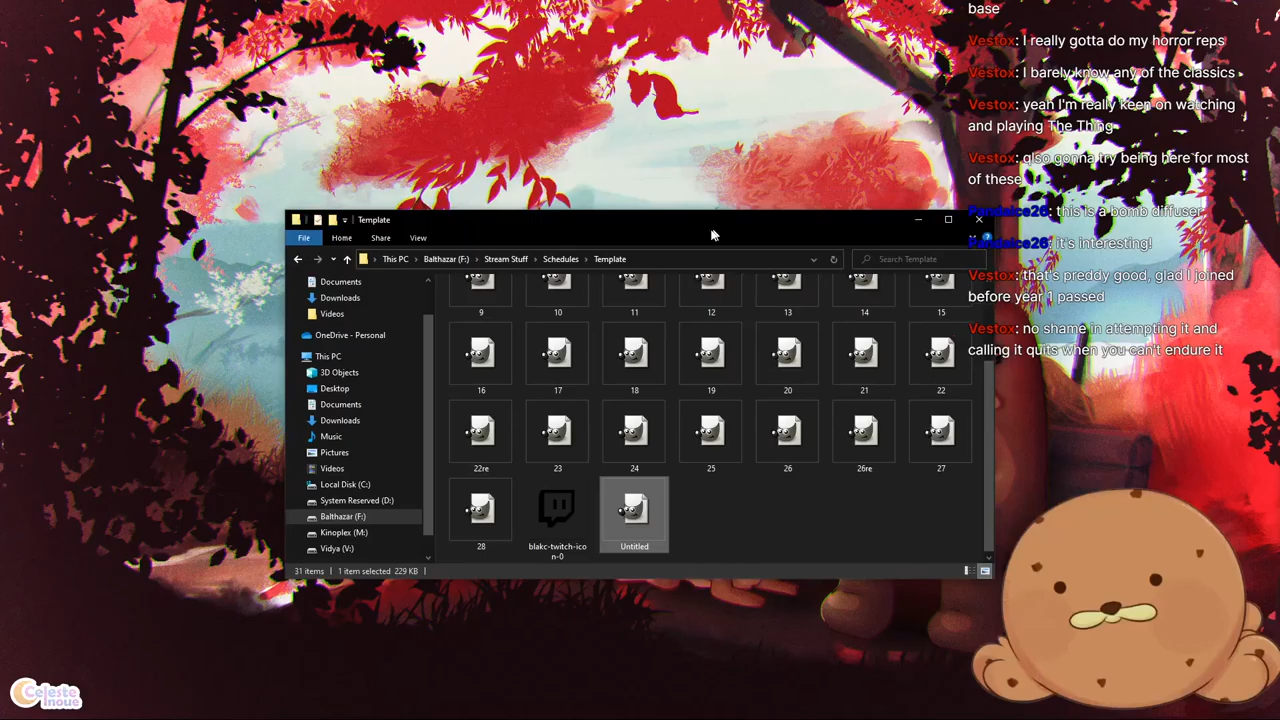 base
Vestox: I really gotta do my horror reps
Vestox: I barely know any of the classics
Vestox: yeah I'm really keen on watching
and playing The Thing
Vestox: qlso gonna try being here for most
of these
Pandaice26: this is a bomb diffuser
Pandaice26: it's interesting!
Vestox: that's preddy good, glad I joined
before year 1 passed
Vestox: no shame in attempting it and
calling it quits when you can't endure it
Template
File Home Share View
This PC > Balthazar (F:) > Stream Stuff > Schedules > Template
Search Template
Documents
Downloads
Videos
OneDrive - Personal
This PC
3D Objects
Desktop
Documents
Downloads
Music
Pictures
Videos
Local Disk (C:)
System Reserved (D:)
Balthazar (F:)
Kinoplex (M:)
Vidya (V:)
9 10 11 12 13 14 15
16 17 18 19 20 21 22
22re 23 24 25 26 26re 27
28 blakc-twitch-ico Untitled
n-0
31 items 1 item selected 229 KB
Celeste
Inoue